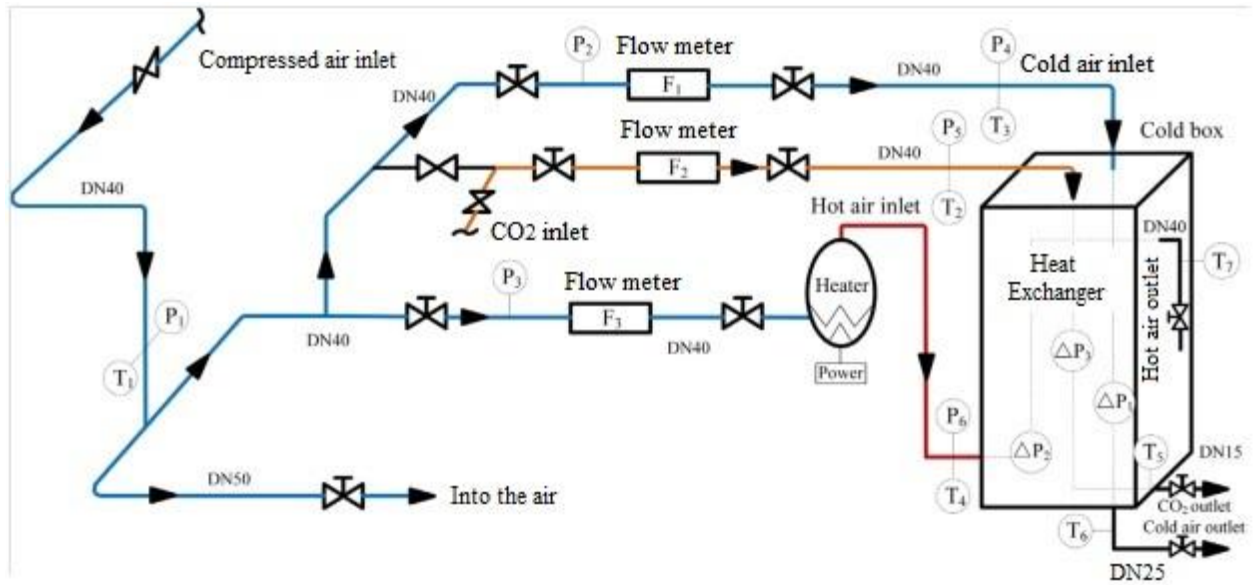 Compressed air inlet
P2
Flow meter
F1
P4
Cold air inlet
DN40
DN40
T3
Cold box
Flow meter
F2
P5
DN40
T2
CO2 inlet
Hot air inlet
DN40
DN40
P3
Flow meter
F3
Heater
Heat
Exchanger
T7
Hot air outlet
P1
T1
DN40
DN40
Power
△P3
△P1
△P2
P6
T4
T5
DN15
DN50
Into the air
CO2 outlet
Cold air outlet
T6
DN25